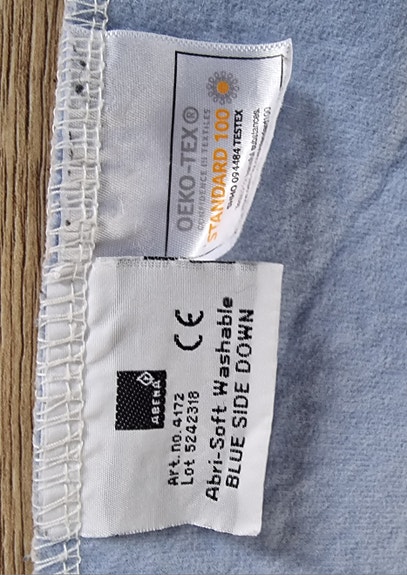 OEKO-TEX®
CONFIDENCE IN TEXTILES
STANDARD 100
094484 TESTEX
ABENA
CE
Art.no. 4172
Lot 5242318
Abri-Soft Washable
BLUE SIDE DOWN